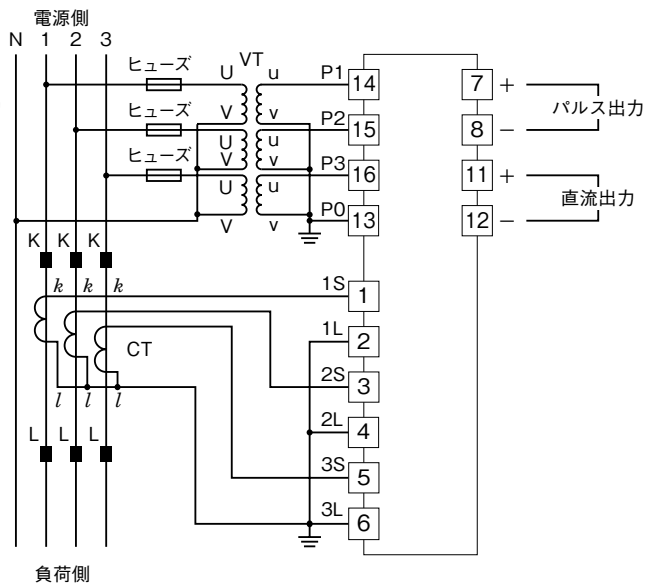 電源側
N 1 2 3
ヒューズ
ヒューズ
ヒューズ
VT
U u
V v
U u
V v
U u
V v
P1 14
P2 15
P3 16
P0 13
7 +
8 −
パルス出力
11 +
12 −
直流出力
K K K
k k k
CT
l l l
L L L
1S 1
1L 2
2S 3
2L 4
3S 5
3L 6
負荷側